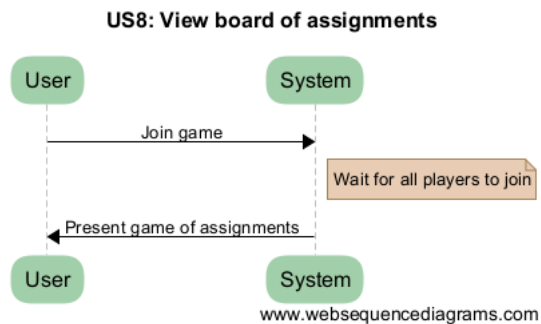 US8: View board of assignments
User System
Join game
Wait for all players to join
Present game of assignments
User System
www.websequencediagrams.com